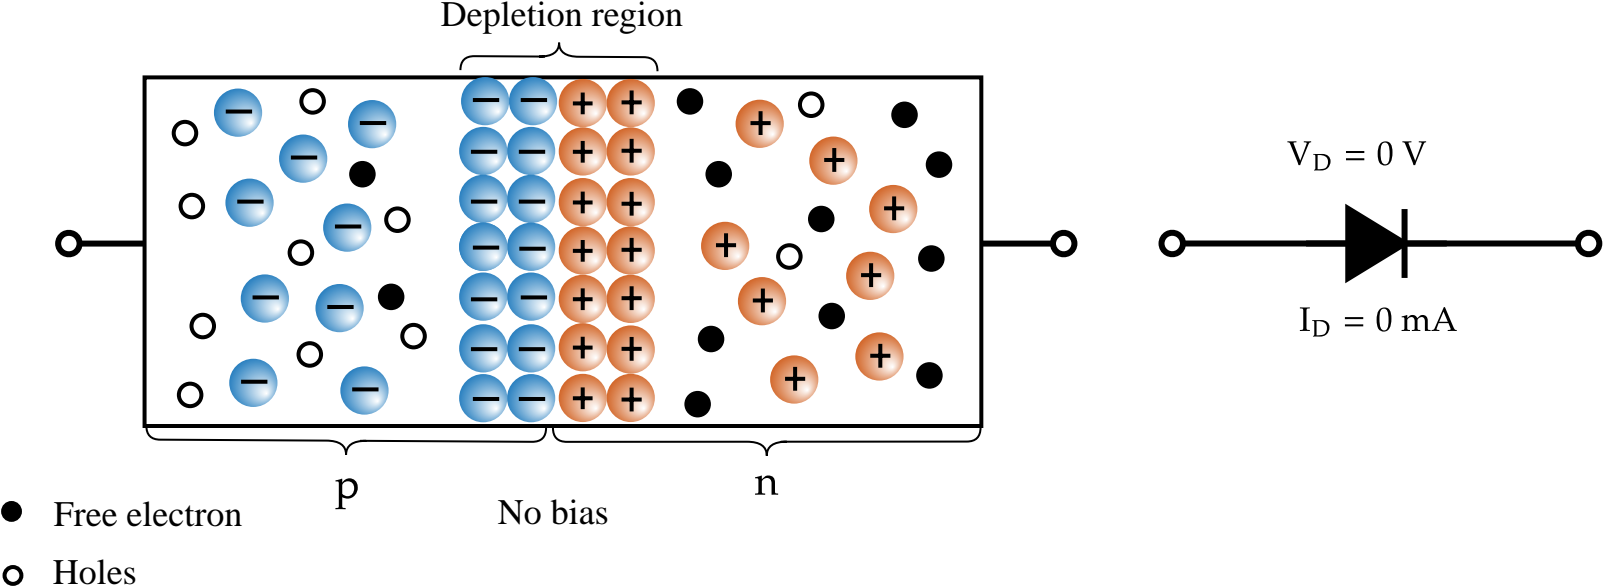 Depletion region
V_D = 0 V
I_D = 0 mA
p
n
No bias
Free electron
Holes